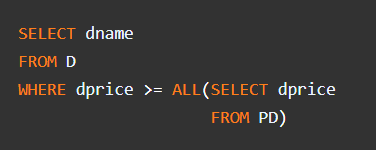 SELECT dname
FROM D
WHERE dprice >= ALL(SELECT dprice
FROM PD)